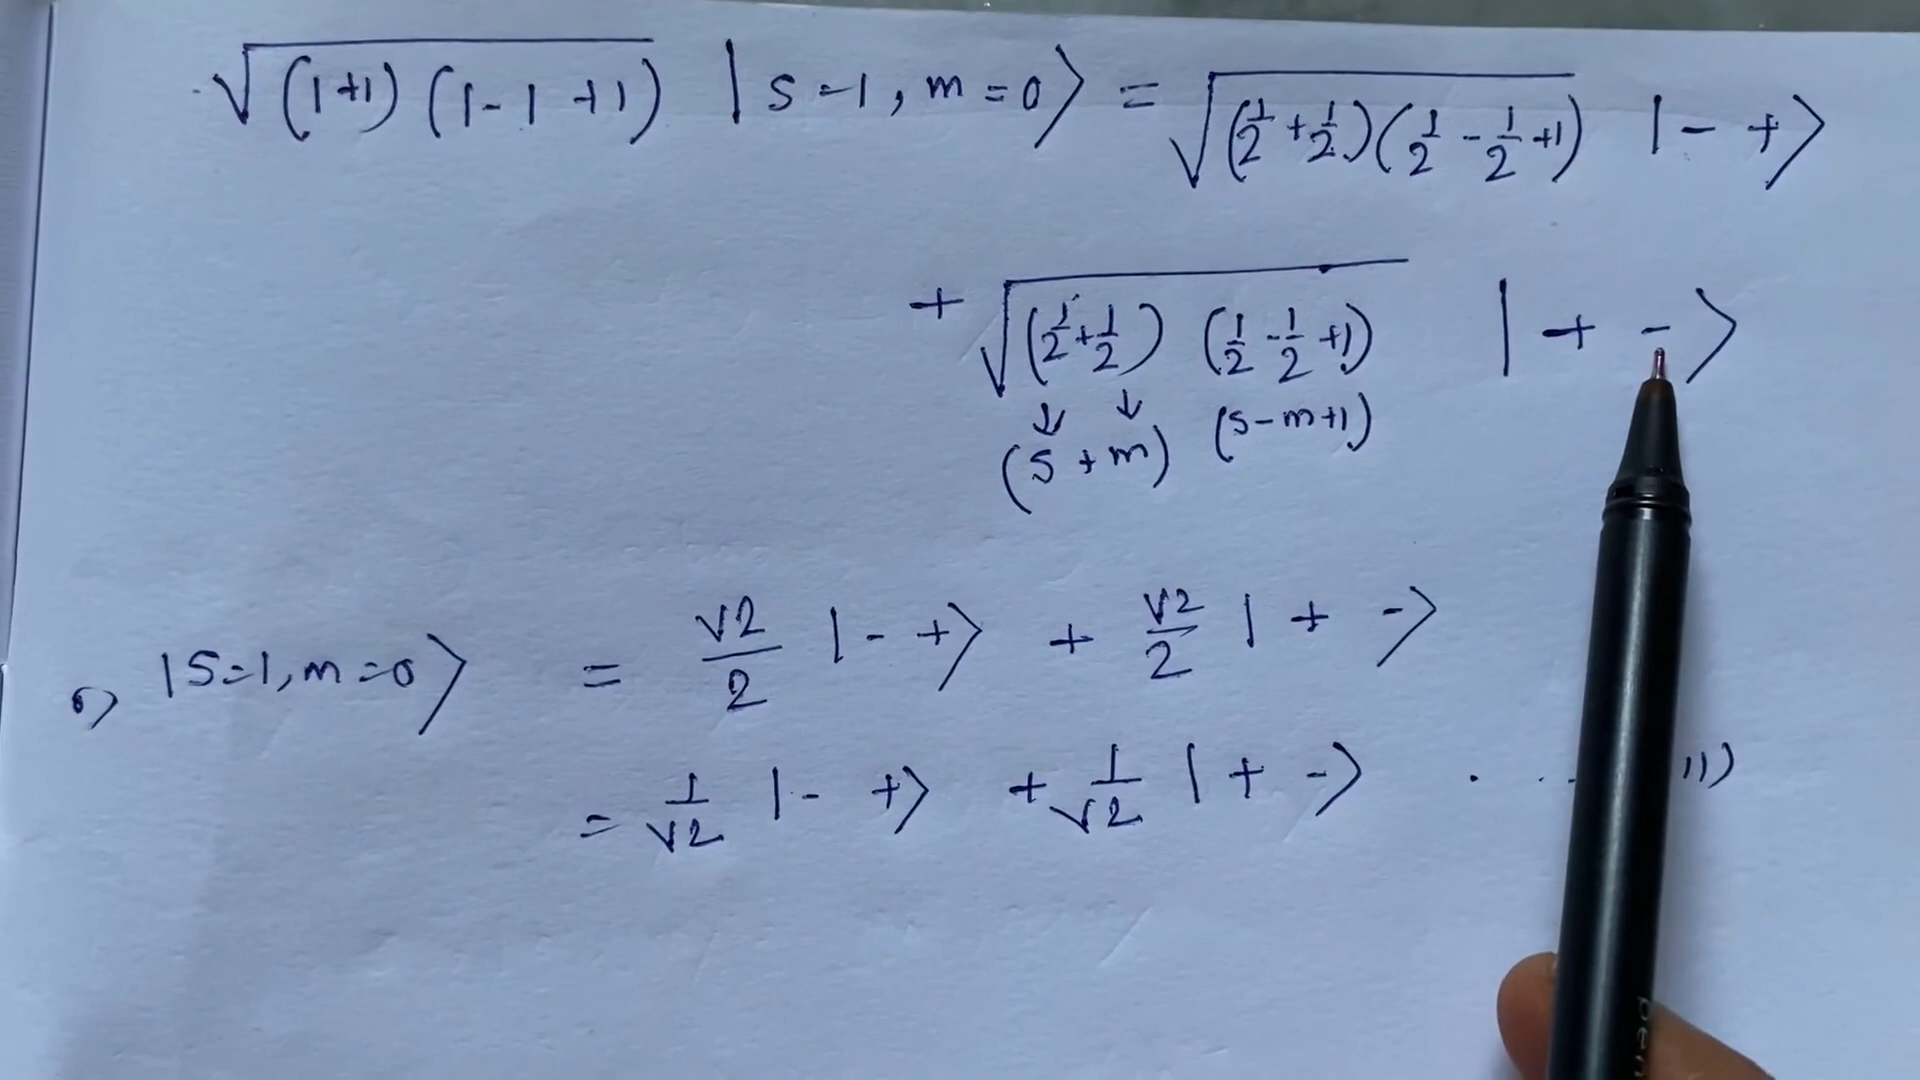 √(1+1)(1-1+1) |s=1, m=0⟩ = √(1/2+1/2)(1/2-1/2+1) |- +⟩
+ √(1/2+1/2)(1/2-1/2+1) |+ -⟩
↓ ↓
(s+m) (s-m+1)
|s=1, m=0⟩ = √2/2 |- +⟩ + √2/2 |+ -⟩
= 1/√2 |- +⟩ + 1/√2 |+ -⟩